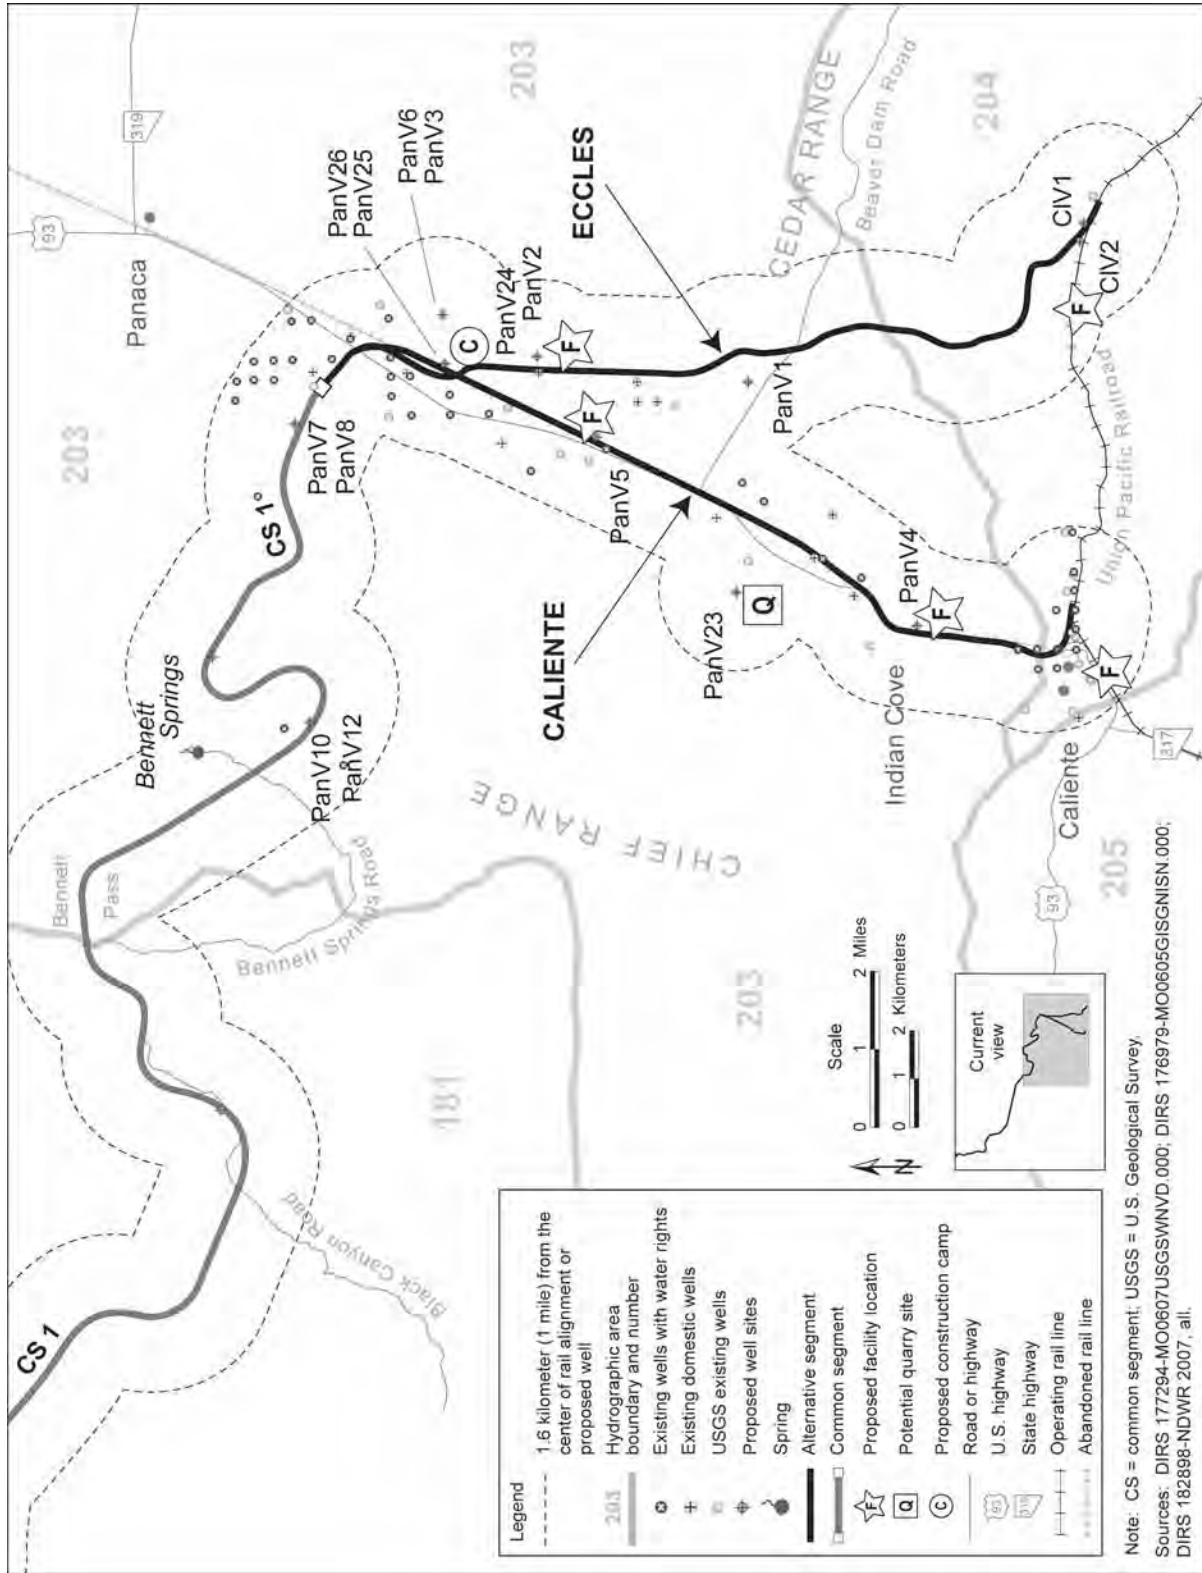 CS 1
Bennett
Pass
Bennett
Springs
203
CS 1
93
319
Panaca
PanV26
PanV25
PanV6
PanV3
203
Black Canyon Road
Bennett Springs Road
PanV10
PanV7
PanV8
C
PanV24
PanV2
F
ECCLES
181
CHIEF RANGE
CALIENTE
PanV5
F
PanV1
CEDAR RANGE
Beaver Dam Road
204
203
PanV23
Q
PanV4
F
Indian Cove
Caliente
F
317
93
205
Union Pacific Railroad
F
ClV2
ClV1
Legend
1.6 kilometer (1 mile) from the
center of rail alignment or
proposed well
203
Hydrographic area
boundary and number
Existing wells with water rights
Existing domestic wells
USGS existing wells
Proposed well sites
Spring
Alternative segment
Common segment
F
Proposed facility location
Q
Potential quarry site
C
Proposed construction camp
Road or highway
93
U.S. highway
State highway
Operating rail line
Abandoned rail line
N
Scale
0 1 2 Miles
0 1 2 Kilometers
Current
view
Note: CS = common segment; USGS = U.S. Geological Survey.
Sources: DIRS 177294-MO0607USGSWNVD.000; DIRS 176979-MO0605GISGNISN.000;
DIRS 182898-NDWR 2007, all.